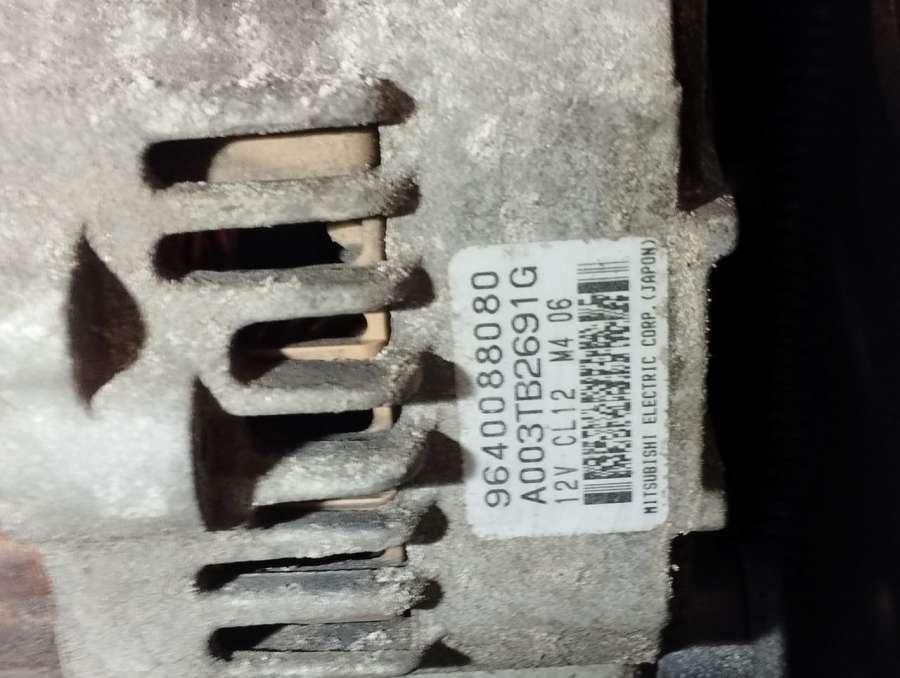 9640088080
A003TB2691G
12V CL12 M4 06
MITSUBISHI ELECTRIC CORP.(JAPON)